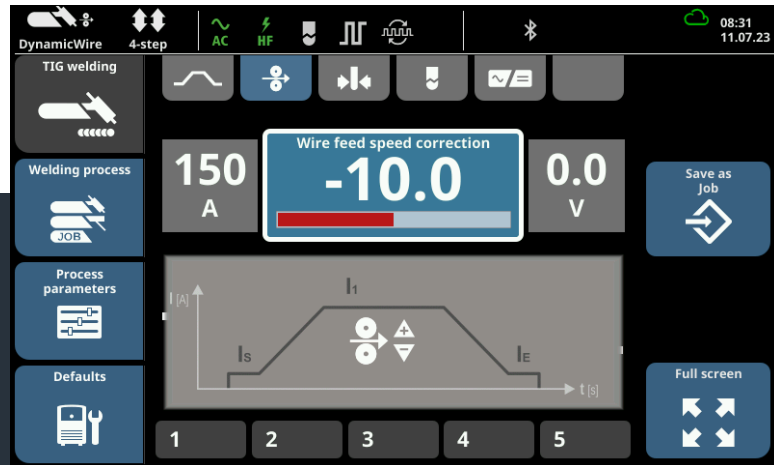 DynamicWire
4-step
AC
HF
08:31
11.07.23
TIG welding
Welding process
JOB
Process
parameters
Defaults
150
A
Wire feed speed correction
-10.0
0.0
V
I [A]
I₁
Iₛ
Iᴇ
t [s]
1
2
3
4
5
Save as
Job
Full screen